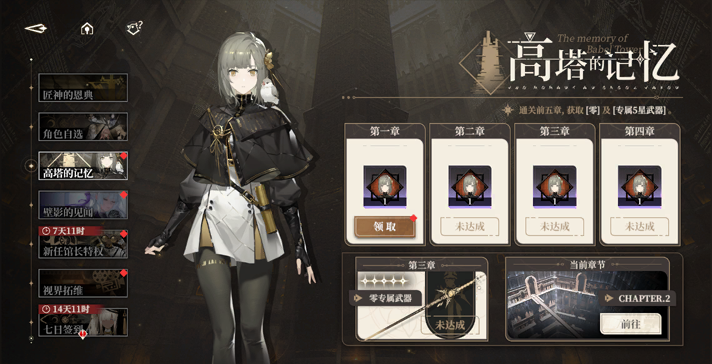 The memory of
Babel Tower
高塔的记忆
通关前五章, 获取 [零] 及 [专属5星武器] 。
匠神的恩典
角色自选
高塔的记忆
壁影的见闻
7天11时
新任馆长特权
视界拓维
14天11时
七日签到
第一章
第二章
第三章
第四章
1
1
1
1
领取
未达成
未达成
未达成
第三章
零专属武器
未达成
当前章节
CHAPTER.2
前往